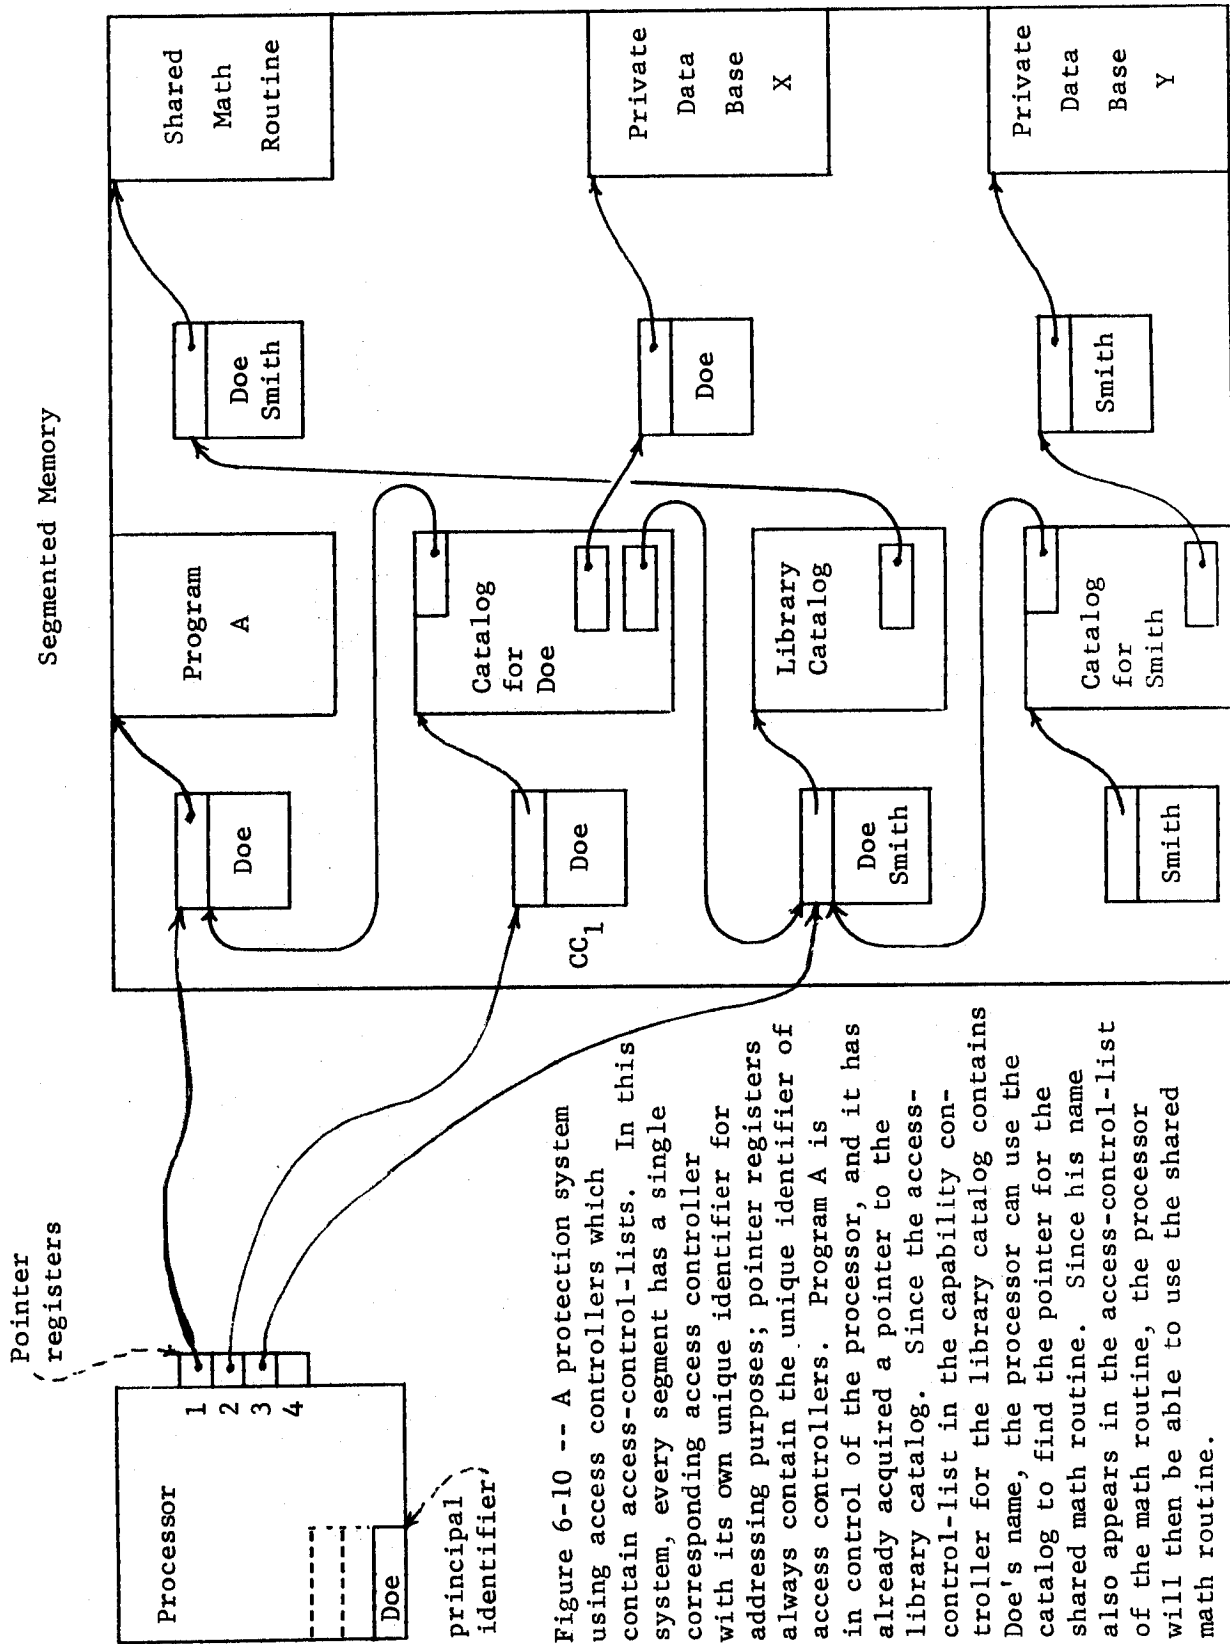 Segmented Memory
Pointer
registers
Processor
1
2
3
4
Doe
principal
identifier
Doe
Program
A
Doe
Smith
Shared
Math
Routine
CC1
Doe
Catalog
for
Doe
Doe
Private
Data
Base
X
Doe
Smith
Library
Catalog
Smith
Catalog
for
Smith
Smith
Private
Data
Base
Y
Figure 6-10 -- A protection system
using access controllers which
contain access-control-lists. In this
system, every segment has a single
corresponding access controller
with its own unique identifier for
addressing purposes; pointer registers
always contain the unique identifier of
access controllers. Program A is
in control of the processor, and it has
already acquired a pointer to the
library catalog. Since the access-
control-list in the capability con-
troller for the library catalog contains
Doe's name, the processor can use the
catalog to find the pointer for the
shared math routine. Since his name
also appears in the access-control-list
of the math routine, the processor
will then be able to use the shared
math routine.